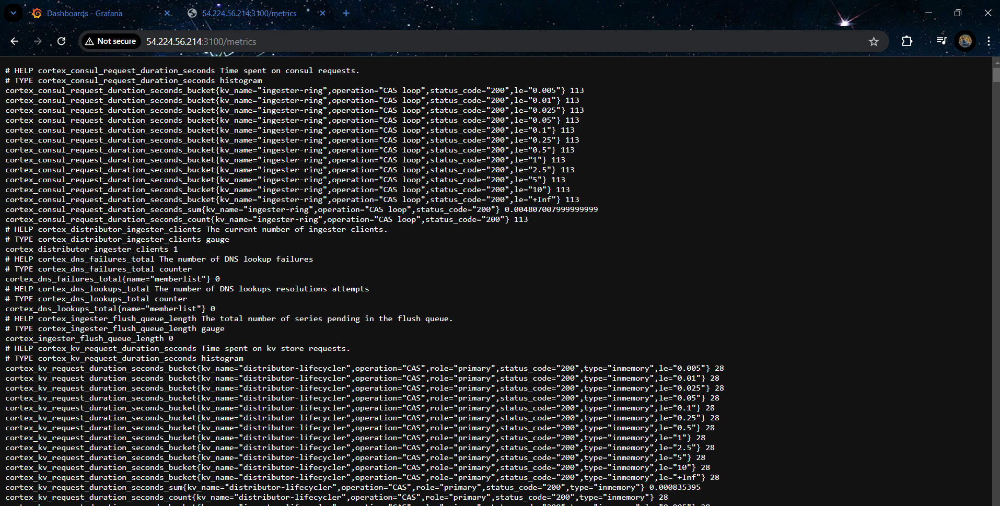 Dashboards - Grafana
54.224.56.214:3100/metrics
Not secure
54.224.56.214:3100/metrics
# HELP cortex_consul_request_duration_seconds Time spent on consul requests.
# TYPE cortex_consul_request_duration_seconds histogram
cortex_consul_request_duration_seconds_bucket{kv_name="ingester-ring",operation="CAS loop",status_code="200",le="0.005"} 113
cortex_consul_request_duration_seconds_bucket{kv_name="ingester-ring",operation="CAS loop",status_code="200",le="0.01"} 113
cortex_consul_request_duration_seconds_bucket{kv_name="ingester-ring",operation="CAS loop",status_code="200",le="0.025"} 113
cortex_consul_request_duration_seconds_bucket{kv_name="ingester-ring",operation="CAS loop",status_code="200",le="0.05"} 113
cortex_consul_request_duration_seconds_bucket{kv_name="ingester-ring",operation="CAS loop",status_code="200",le="0.1"} 113
cortex_consul_request_duration_seconds_bucket{kv_name="ingester-ring",operation="CAS loop",status_code="200",le="0.25"} 113
cortex_consul_request_duration_seconds_bucket{kv_name="ingester-ring",operation="CAS loop",status_code="200",le="0.5"} 113
cortex_consul_request_duration_seconds_bucket{kv_name="ingester-ring",operation="CAS loop",status_code="200",le="1"} 113
cortex_consul_request_duration_seconds_bucket{kv_name="ingester-ring",operation="CAS loop",status_code="200",le="2.5"} 113
cortex_consul_request_duration_seconds_bucket{kv_name="ingester-ring",operation="CAS loop",status_code="200",le="5"} 113
cortex_consul_request_duration_seconds_bucket{kv_name="ingester-ring",operation="CAS loop",status_code="200",le="10"} 113
cortex_consul_request_duration_seconds_bucket{kv_name="ingester-ring",operation="CAS loop",status_code="200",le="+Inf"} 113
cortex_consul_request_duration_seconds_sum{kv_name="ingester-ring",operation="CAS loop",status_code="200"} 0.004807007999999999
cortex_consul_request_duration_seconds_count{kv_name="ingester-ring",operation="CAS loop",status_code="200"} 113
# HELP cortex_distributor_ingester_clients The current number of ingester clients.
# TYPE cortex_distributor_ingester_clients gauge
cortex_distributor_ingester_clients 1
# HELP cortex_dns_failures_total The number of DNS lookup failures
# TYPE cortex_dns_failures_total counter
cortex_dns_failures_total{name="memberlist"} 0
# HELP cortex_dns_lookups_total The number of DNS lookups resolutions attempts
# TYPE cortex_dns_lookups_total counter
cortex_dns_lookups_total{name="memberlist"} 0
# HELP cortex_ingester_flush_queue_length The total number of series pending in the flush queue.
# TYPE cortex_ingester_flush_queue_length gauge
cortex_ingester_flush_queue_length 0
# HELP cortex_kv_request_duration_seconds Time spent on kv store requests.
# TYPE cortex_kv_request_duration_seconds histogram
cortex_kv_request_duration_seconds_bucket{kv_name="distributor-lifecycler",operation="CAS",role="primary",status_code="200",type="inmemory",le="0.005"} 28
cortex_kv_request_duration_seconds_bucket{kv_name="distributor-lifecycler",operation="CAS",role="primary",status_code="200",type="inmemory",le="0.01"} 28
cortex_kv_request_duration_seconds_bucket{kv_name="distributor-lifecycler",operation="CAS",role="primary",status_code="200",type="inmemory",le="0.025"} 28
cortex_kv_request_duration_seconds_bucket{kv_name="distributor-lifecycler",operation="CAS",role="primary",status_code="200",type="inmemory",le="0.05"} 28
cortex_kv_request_duration_seconds_bucket{kv_name="distributor-lifecycler",operation="CAS",role="primary",status_code="200",type="inmemory",le="0.1"} 28
cortex_kv_request_duration_seconds_bucket{kv_name="distributor-lifecycler",operation="CAS",role="primary",status_code="200",type="inmemory",le="0.25"} 28
cortex_kv_request_duration_seconds_bucket{kv_name="distributor-lifecycler",operation="CAS",role="primary",status_code="200",type="inmemory",le="0.5"} 28
cortex_kv_request_duration_seconds_bucket{kv_name="distributor-lifecycler",operation="CAS",role="primary",status_code="200",type="inmemory",le="1"} 28
cortex_kv_request_duration_seconds_bucket{kv_name="distributor-lifecycler",operation="CAS",role="primary",status_code="200",type="inmemory",le="2.5"} 28
cortex_kv_request_duration_seconds_bucket{kv_name="distributor-lifecycler",operation="CAS",role="primary",status_code="200",type="inmemory",le="5"} 28
cortex_kv_request_duration_seconds_bucket{kv_name="distributor-lifecycler",operation="CAS",role="primary",status_code="200",type="inmemory",le="10"} 28
cortex_kv_request_duration_seconds_bucket{kv_name="distributor-lifecycler",operation="CAS",role="primary",status_code="200",type="inmemory",le="+Inf"} 28
cortex_kv_request_duration_seconds_sum{kv_name="distributor-lifecycler",operation="CAS",role="primary",status_code="200",type="inmemory"} 0.000835395
cortex_kv_request_duration_seconds_count{kv_name="distributor-lifecycler",operation="CAS",role="primary",status_code="200",type="inmemory"} 28